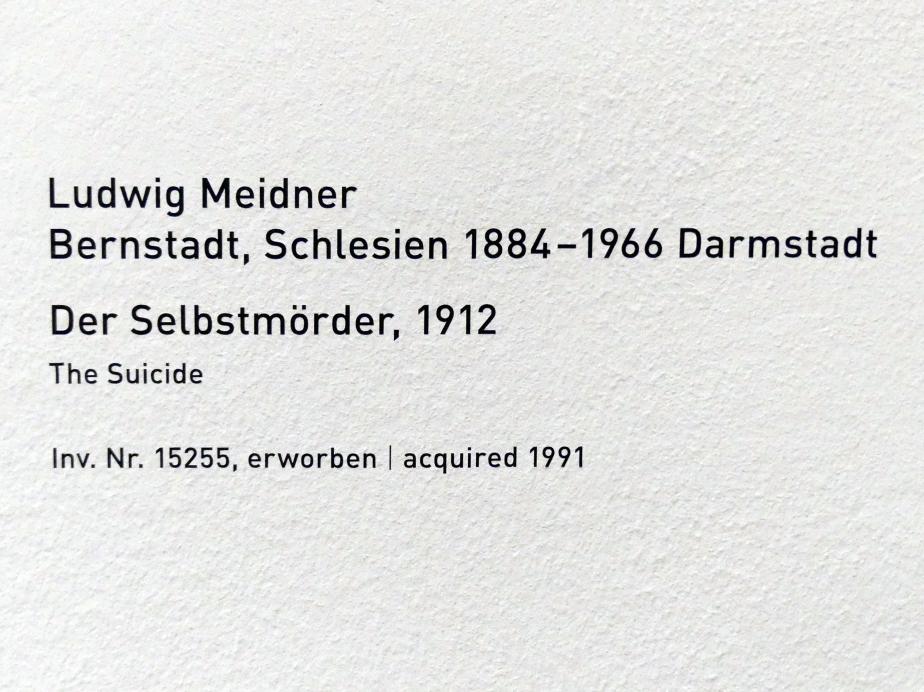 Ludwig Meidner
Bernstadt, Schlesien 1884–1966 Darmstadt
Der Selbstmörder, 1912
The Suicide
Inv. Nr. 15255, erworben | acquired 1991